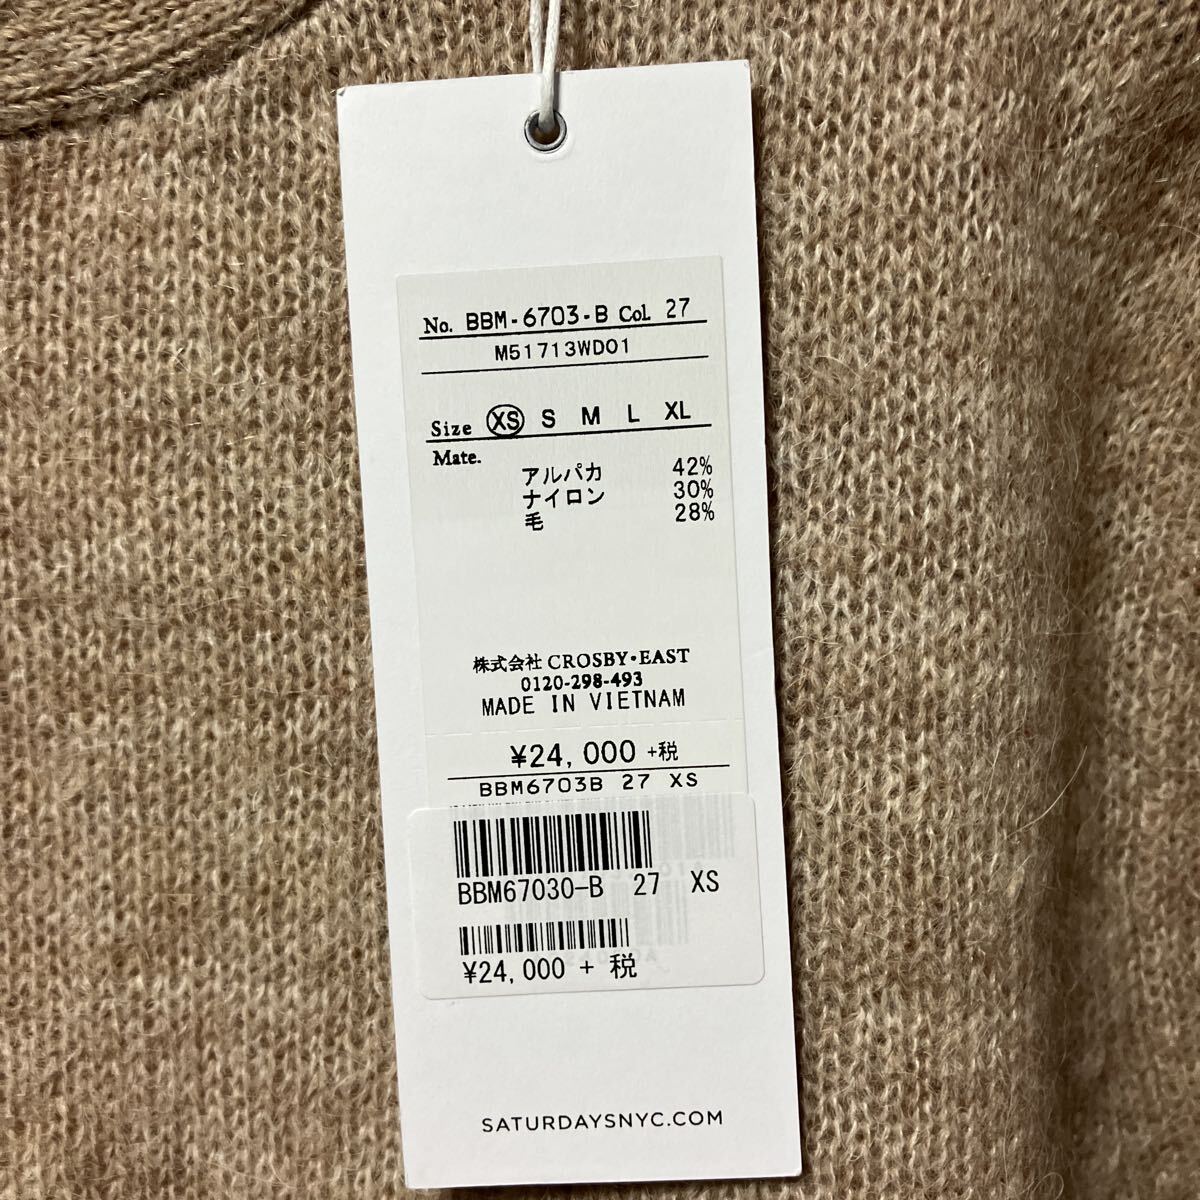 No. BBM-6703-B Col. 27
M51713WD01
Size XS S M L XL
Mate.
アルパカ 42%
ナイロン 30%
毛 28%
株式会社 CROSBY・EAST
0120-298-493
MADE IN VIETNAM
¥24,000 +税
BBM6703B 27 XS
BBM67030-B 27 XS
¥24,000 + 税
SATURDAYSNYC.COM